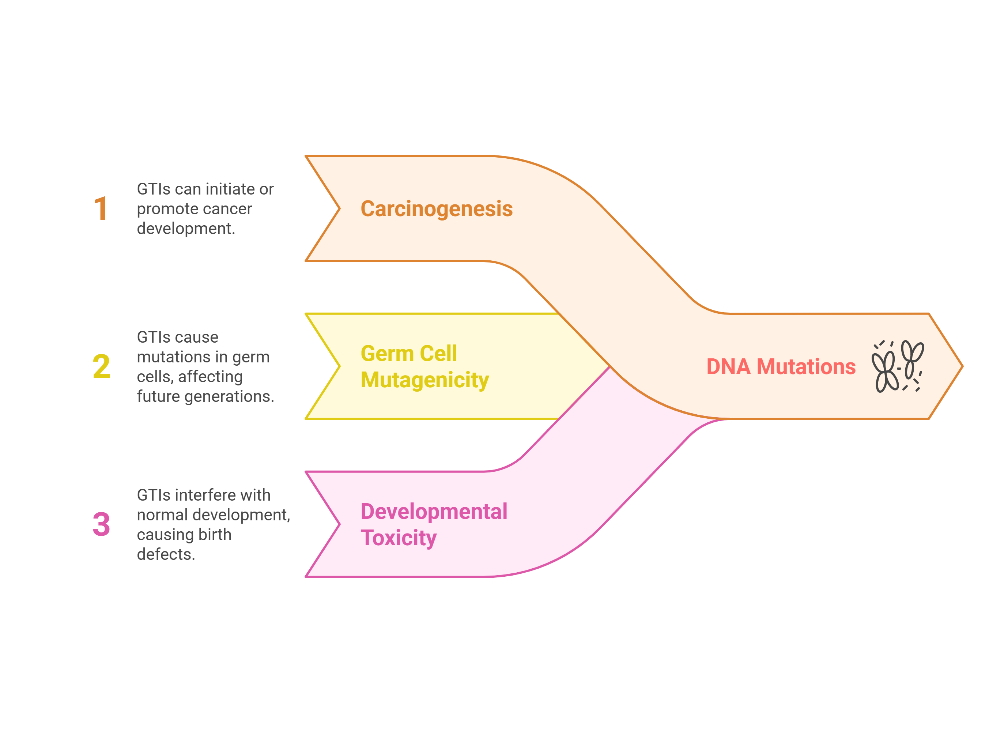 1
GTIs can initiate or
promote cancer
development.
Carcinogenesis
2
GTIs cause
mutations in germ
cells, affecting
future generations.
Germ Cell
Mutagenicity
DNA Mutations
3
GTIs interfere with
normal development,
causing birth
defects.
Developmental
Toxicity